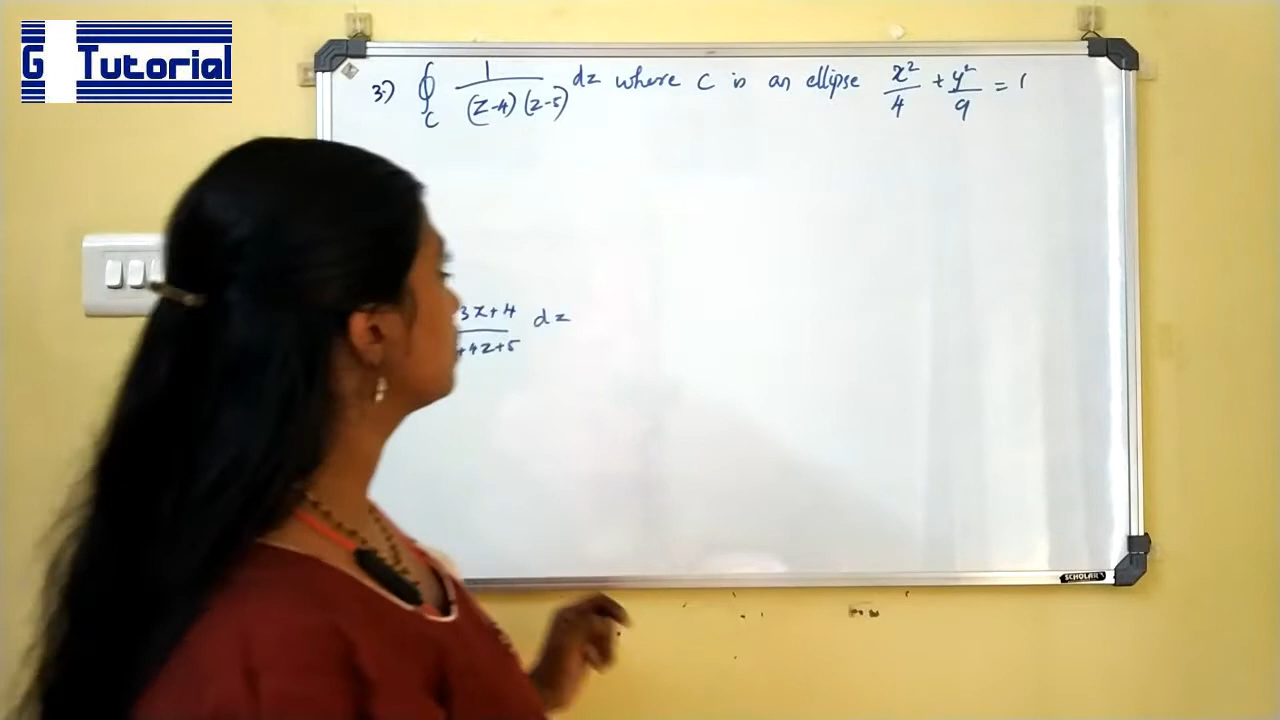 G Tutorial
3.) ∮_C 1/((z-4)(z-5)) dz where C is an ellipse x²/4 + y²/9 = 1
3z+4 / +4z+5 dz
SCHOLAR